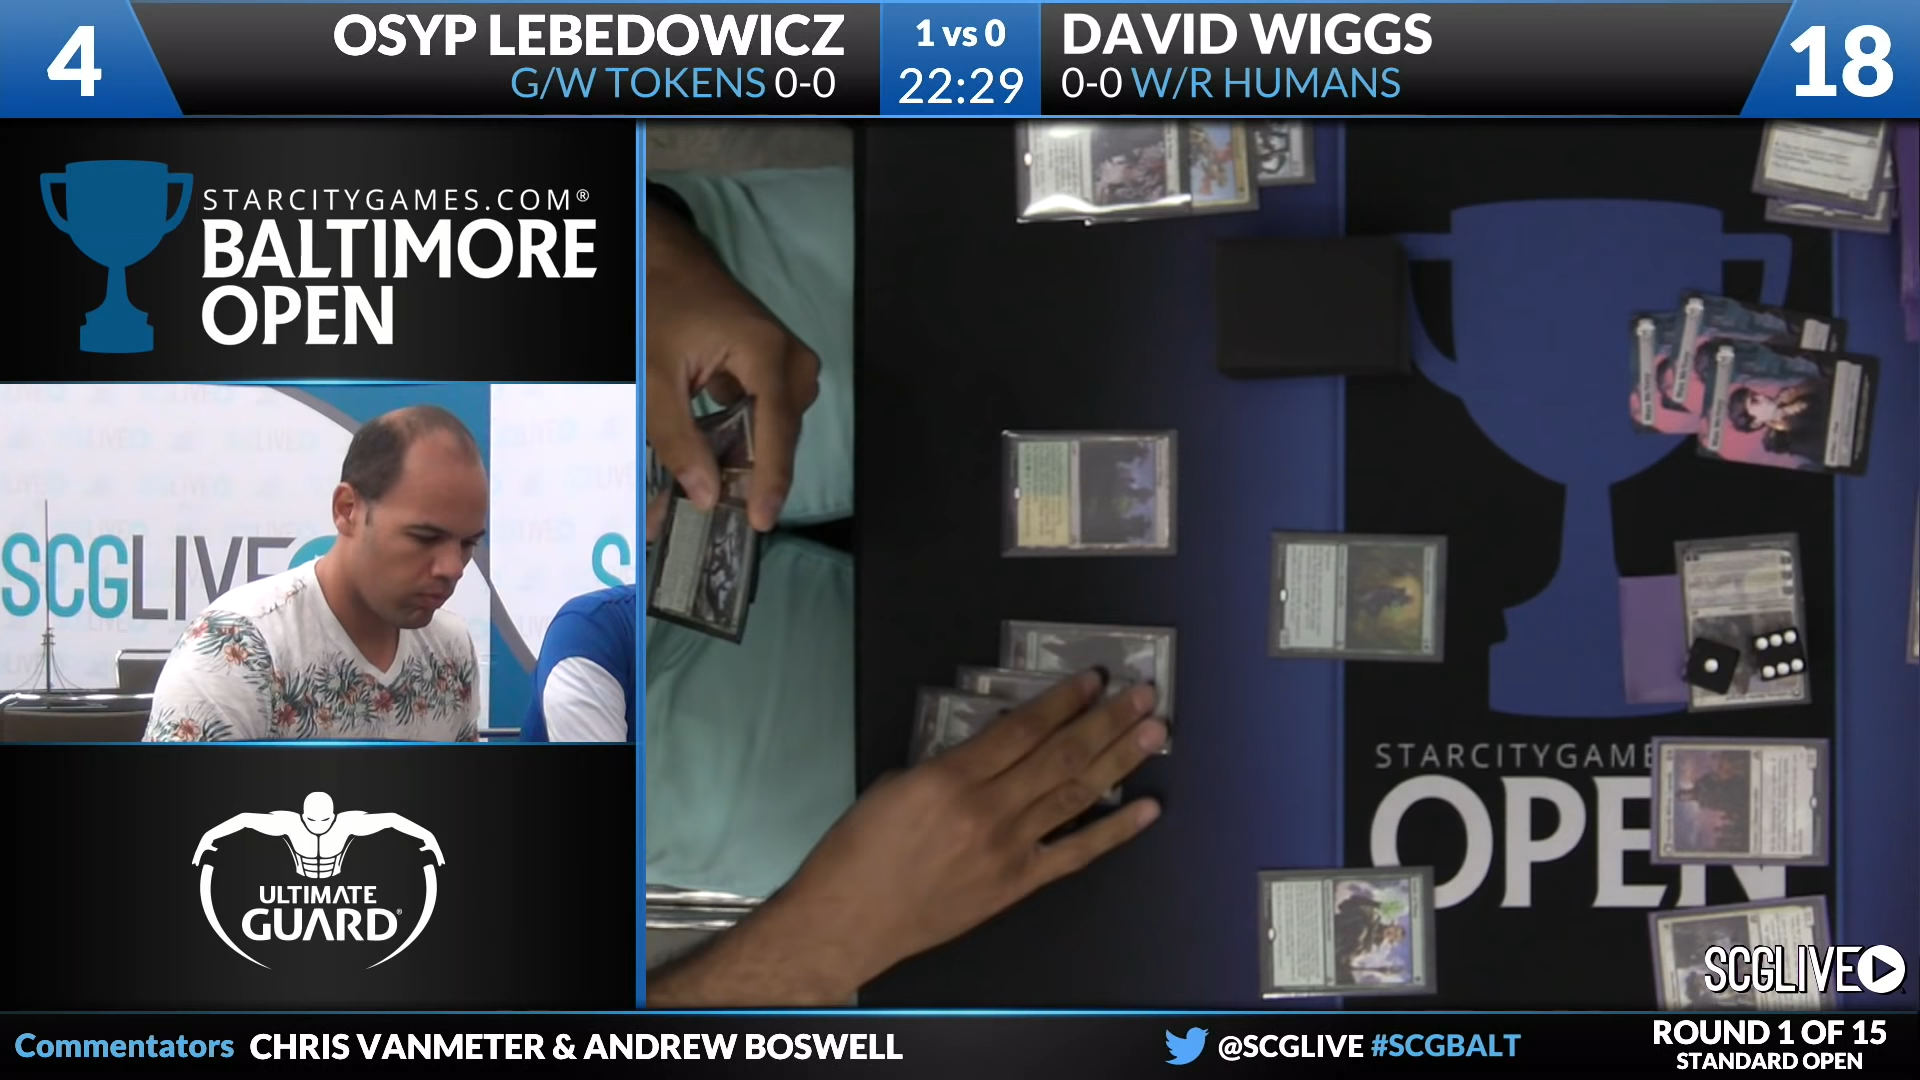 4
OSYP LEBEDOWICZ
G/W TOKENS 0-0
1 vs 0
22:29
DAVID WIGGS
0-0 W/R HUMANS
18
STARCITYGAMES.COM®
BALTIMORE
OPEN
SCGLIVE
S
ULTIMATE
GUARD®
STARCITYGAME
OPEN
SCGLIVE
Commentators CHRIS VANMETER & ANDREW BOSWELL
@SCGLIVE #SCGBALT
ROUND 1 OF 15
STANDARD OPEN